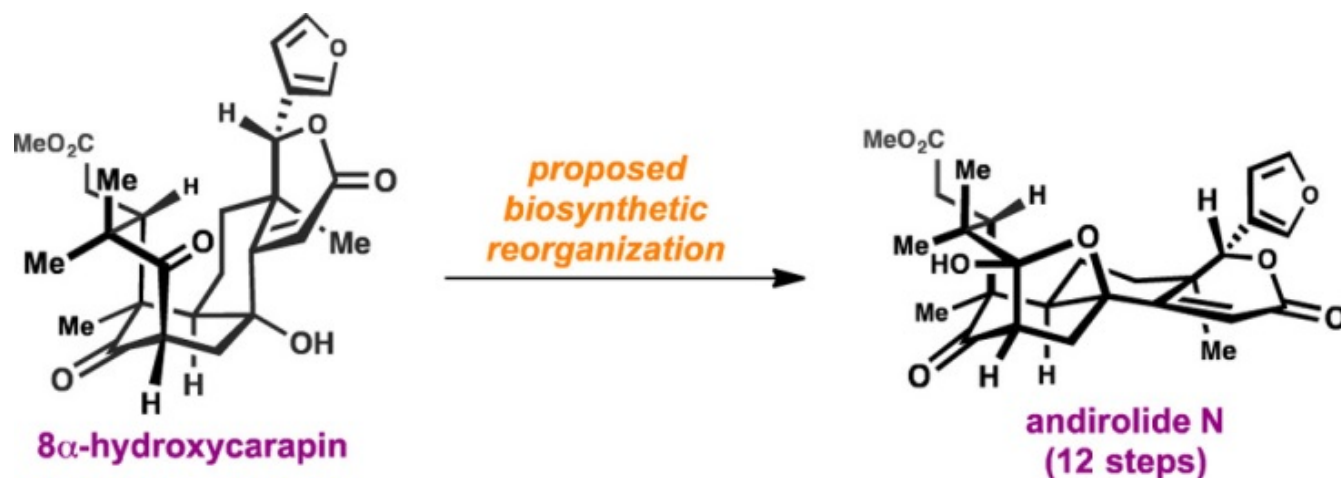 O
H
O
MeO₂C
Me
H
O
O
Me
Me
Me
O
H
H
OH
8α-hydroxycarapin
proposed
biosynthetic
reorganization
MeO₂C
Me
H
Me
HO
O
H
O
O
O
Me
Me
O
H
H
andirolide N
(12 steps)